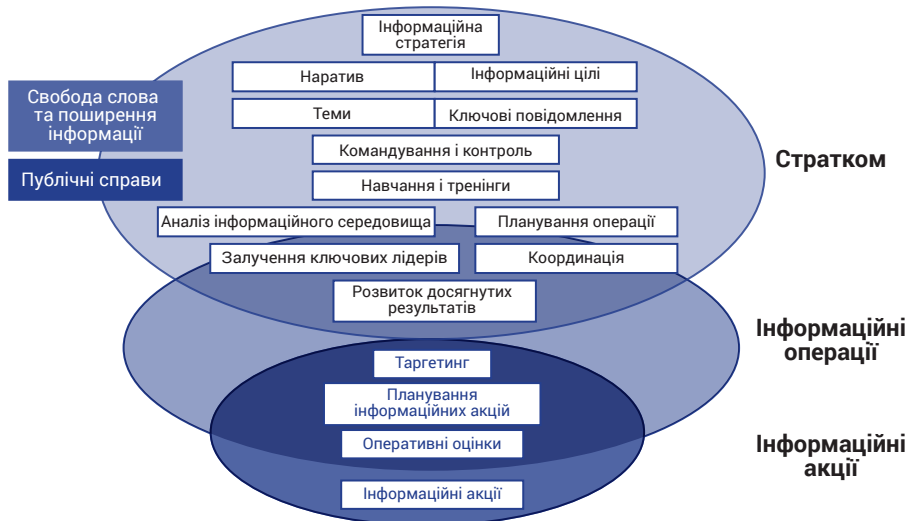 Інформаційна
стратегія
Наратив
Інформаційні цілі
Теми
Ключові повідомлення
Свобода слова
та поширення
інформації
Публічні справи
Командування і контроль
Навчання і тренінги
Стратком
Аналіз інформаційного середовища
Планування операції
Залучення ключових лідерів
Координація
Розвиток досягнутих
результатів
Інформаційні
операції
Таргетинг
Планування
інформаційних акцій
Оперативні оцінки
Інформаційні
акції
Інформаційні акції